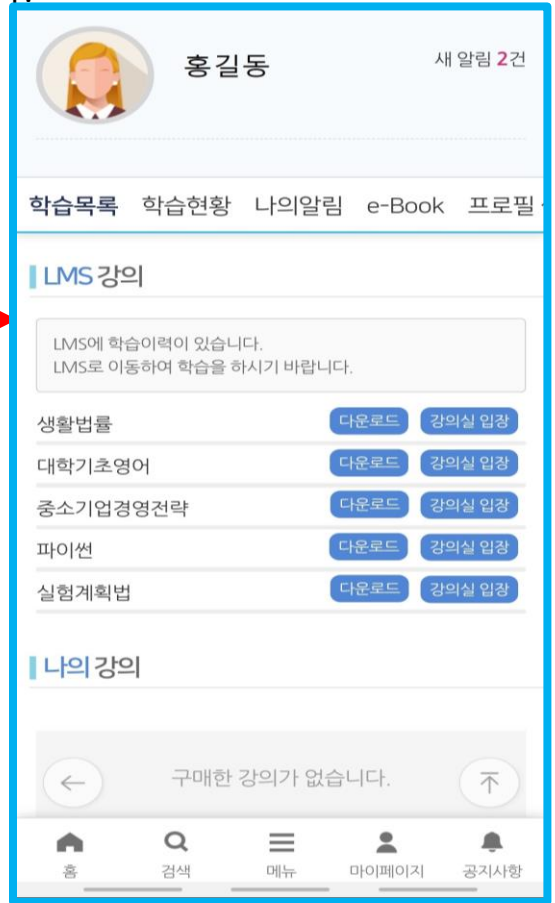 홍길동
새 알림 2건
학습목록 학습현황 나의알림 e-Book 프로필
LMS 강의
LMS에 학습이력이 있습니다.
LMS로 이동하여 학습을 하시기 바랍니다.
생활법률 다운로드 강의실 입장
대학기초영어 다운로드 강의실 입장
중소기업경영전략 다운로드 강의실 입장
파이썬 다운로드 강의실 입장
실험계획법 다운로드 강의실 입장
나의 강의
구매한 강의가 없습니다.
홈 검색 메뉴 마이페이지 공지사항